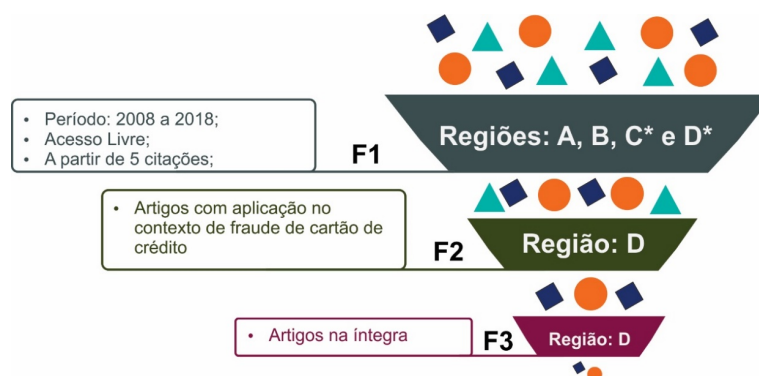 • Período: 2008 a 2018;
• Acesso Livre;
• A partir de 5 citações;
F1
Regiões: A, B, C* e D*
• Artigos com aplicação no
contexto de fraude de cartão de
crédito
F2
Região: D
• Artigos na íntegra
F3
Região: D